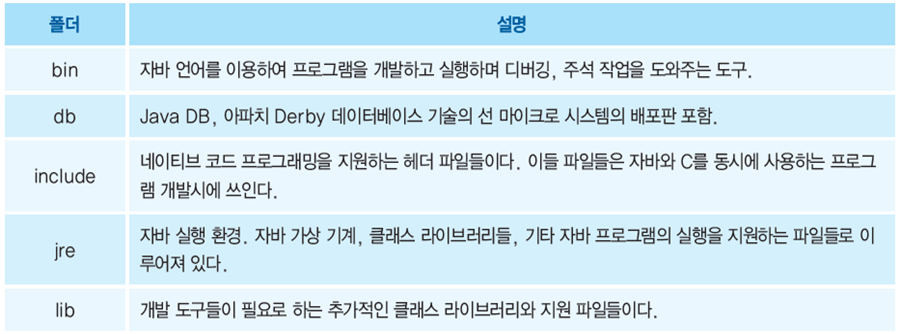 폴더 설명
bin 자바 언어를 이용하여 프로그램을 개발하고 실행하며 디버깅, 주석 작업을 도와주는 도구.
db Java DB, 아파치 Derby 데이터베이스 기술의 선 마이크로 시스템의 배포판 포함.
include 네이티브 코드 프로그래밍을 지원하는 헤더 파일들이다. 이들 파일들은 자바와 C를 동시에 사용하는 프로그
램 개발시에 쓰인다.
jre 자바 실행 환경. 자바 가상 기계, 클래스 라이브러리들, 기타 자바 프로그램의 실행을 지원하는 파일들로 이
루어져 있다.
lib 개발 도구들이 필요로 하는 추가적인 클래스 라이브러리와 지원 파일들이다.